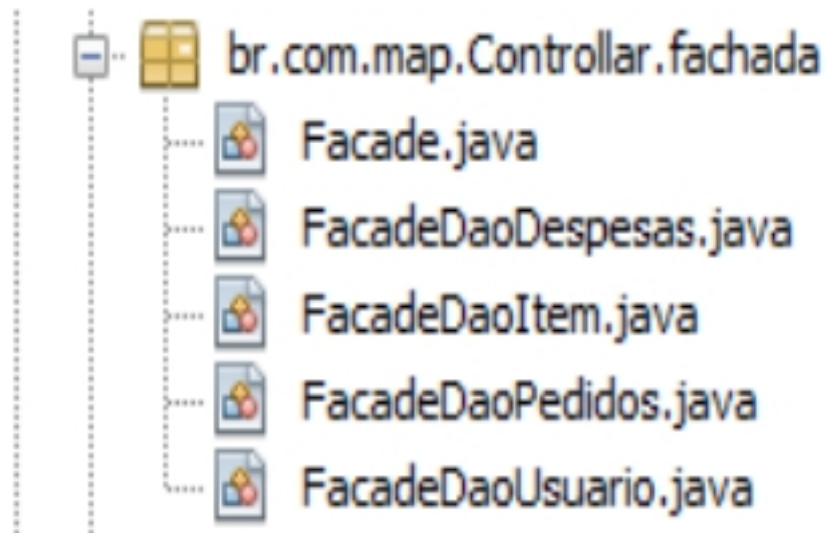 br.com.map.Controllar.fachada
Facade.java
FacadeDaoDespesas.java
FacadeDaoItem.java
FacadeDaoPedidos.java
FacadeDaoUsuario.java